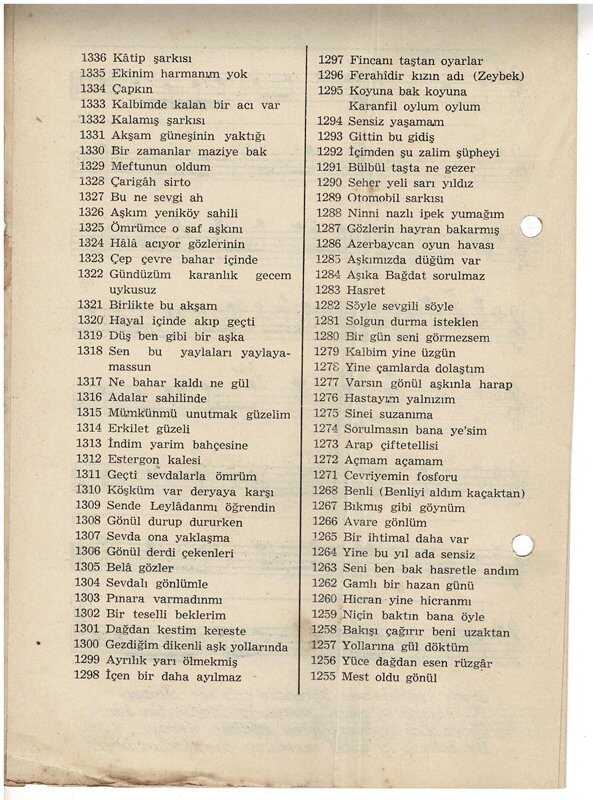 1336 Kâtip şarkısı
1335 Ekinim harmanım yok
1334 Çapkın
1333 Kalbimde kalan bir acı var
1332 Kalamış şarkısı
1331 Akşam güneşinin yaktığı
1330 Bir zamanlar maziye bak
1329 Meftunun oldum
1328 Çarigâh sirto
1327 Bu ne sevgi ah
1326 Aşkım yeniköy sahili
1325 Ömrümce o saf aşkını
1324 Hâlâ acıyor gözlerinin
1323 Çep çevre bahar içinde
1322 Gündüzüm karanlık gecem
uykusuz
1321 Birlikte bu akşam
1320 Hayal içinde akıp geçti
1319 Düş ben gibi bir aşka
1318 Sen bu yaylaları yaylaya-
massun
1317 Ne bahar kaldı ne gül
1316 Adalar sahilinde
1315 Mümkünmü unutmak güzelim
1314 Erkilet güzeli
1313 İndim yarim bahçesine
1312 Estergon kalesi
1311 Geçti sevdalarla ömrüm
1310 Köşküm var deryaya karşı
1309 Sende Leylâdanmı öğrendin
1308 Gönül durup dururken
1307 Sevda ona yaklaşma
1306 Gönül derdi çekenleri
1305 Belâ gözler
1304 Sevdalı gönlümle
1303 Pınara varmadınmı
1302 Bir teselli beklerim
1301 Dağdan kestim kereste
1300 Gezdiğim dikenli aşk yollarında
1299 Ayrılık yarı ölmekmiş
1298 İçen bir daha ayılmaz
1297 Fincanı taştan oyarlar
1296 Ferahîdir kızın adı (Zeybek)
1295 Koyuna bak koyuna
Karanfil oylum oylum
1294 Sensiz yaşamam
1293 Gittin bu gidiş
1292 İçimden şu zalim şüpheyi
1291 Bülbül taşta ne gezer
1290 Seher yeli sarı yıldız
1289 Otomobil sarkısı
1288 Ninni nazlı ipek yumağım
1287 Gözlerin hayran bakarmış
1286 Azerbaycan oyun havası
1285 Aşkımızda düğüm var
1284 Aşıka Bağdat sorulmaz
1283 Hasret
1282 Söyle sevgili söyle
1281 Solgun durma isteklen
1280 Bir gün seni görmezsem
1279 Kalbim yine üzgün
1278 Yine çamlarda dolaştım
1277 Varsın gönül aşkınla harap
1276 Hastayım yalnızım
1275 Sinei suzanıma
1274 Sorulmasın bana ye'sim
1273 Arap çiftetellisi
1272 Açmam açamam
1271 Cevriyemin fosforu
1268 Benli (Benliyi aldım kaçaktan)
1267 Bıkmış gibi göynüm
1266 Avare gönlüm
1265 Bir ihtimal daha var
1264 Yine bu yıl ada sensiz
1263 Seni ben bak hasretle andım
1262 Gamlı bir hazan günü
1260 Hicran yine hicranmı
1259 Niçin baktın bana öyle
1258 Bakışı çağırır beni uzaktan
1257 Yollarına gül döktüm
1256 Yüce dağdan esen rüzgâr
1255 Mest oldu gönül